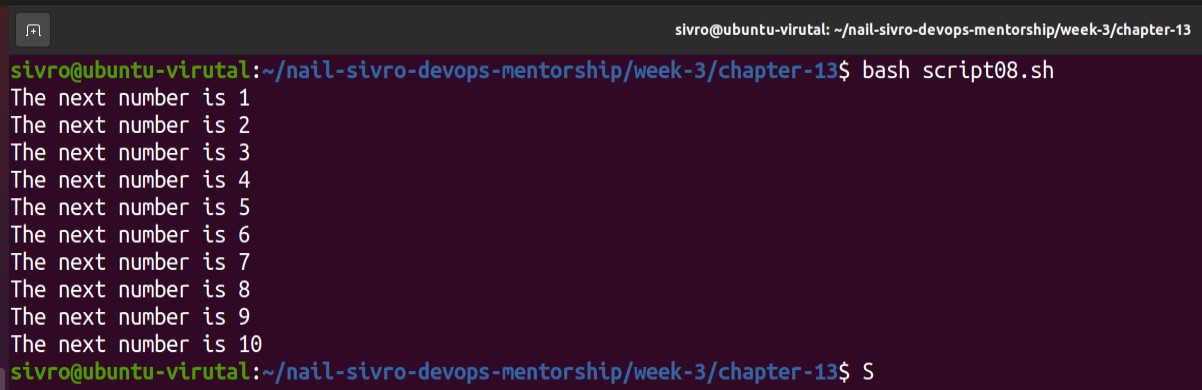 sivro@ubuntu-virutal: ~/nail-sivro-devops-mentorship/week-3/chapter-13
sivro@ubuntu-virutal:~/nail-sivro-devops-mentorship/week-3/chapter-13$ bash script08.sh
The next number is 1
The next number is 2
The next number is 3
The next number is 4
The next number is 5
The next number is 6
The next number is 7
The next number is 8
The next number is 9
The next number is 10
sivro@ubuntu-virutal:~/nail-sivro-devops-mentorship/week-3/chapter-13$ S